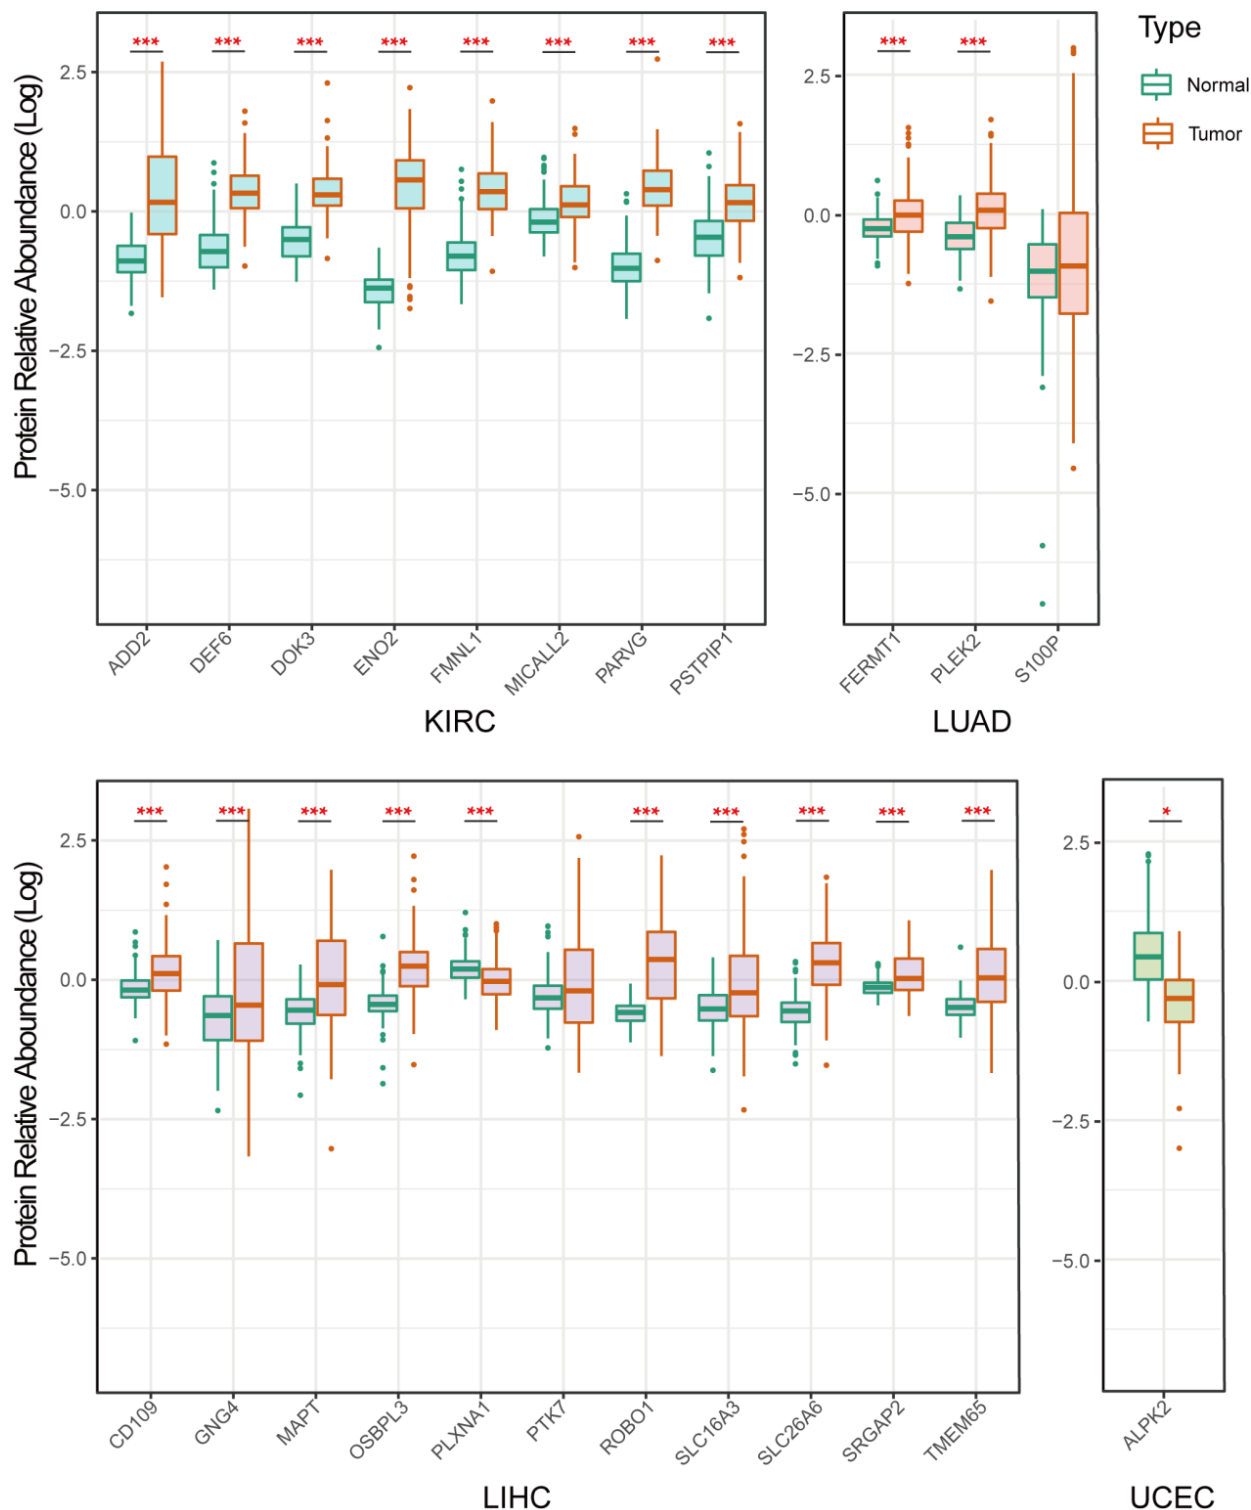 Type
Normal
Tumor
Protein Relative Aboundance (Log)
2.5
0.0
−2.5
−5.0
*** *** *** *** *** *** *** ***
ADD2 DEF6 DOK3 ENO2 FMNL1 MICALL2 PARVG PSTPIP1
KIRC
2.5
0.0
−2.5
−5.0
*** ***
FERMT1 PLEK2 S100P
LUAD
Protein Relative Aboundance (Log)
2.5
0.0
−2.5
−5.0
*** *** *** *** *** *** *** *** *** ***
CD109 GNG4 MAPT OSBPL3 PLXNA1 PTK7 ROBO1 SLC16A3 SLC26A6 SRGAP2 TMEM65
LIHC
2.5
0.0
−2.5
−5.0
*
ALPK2
UCEC